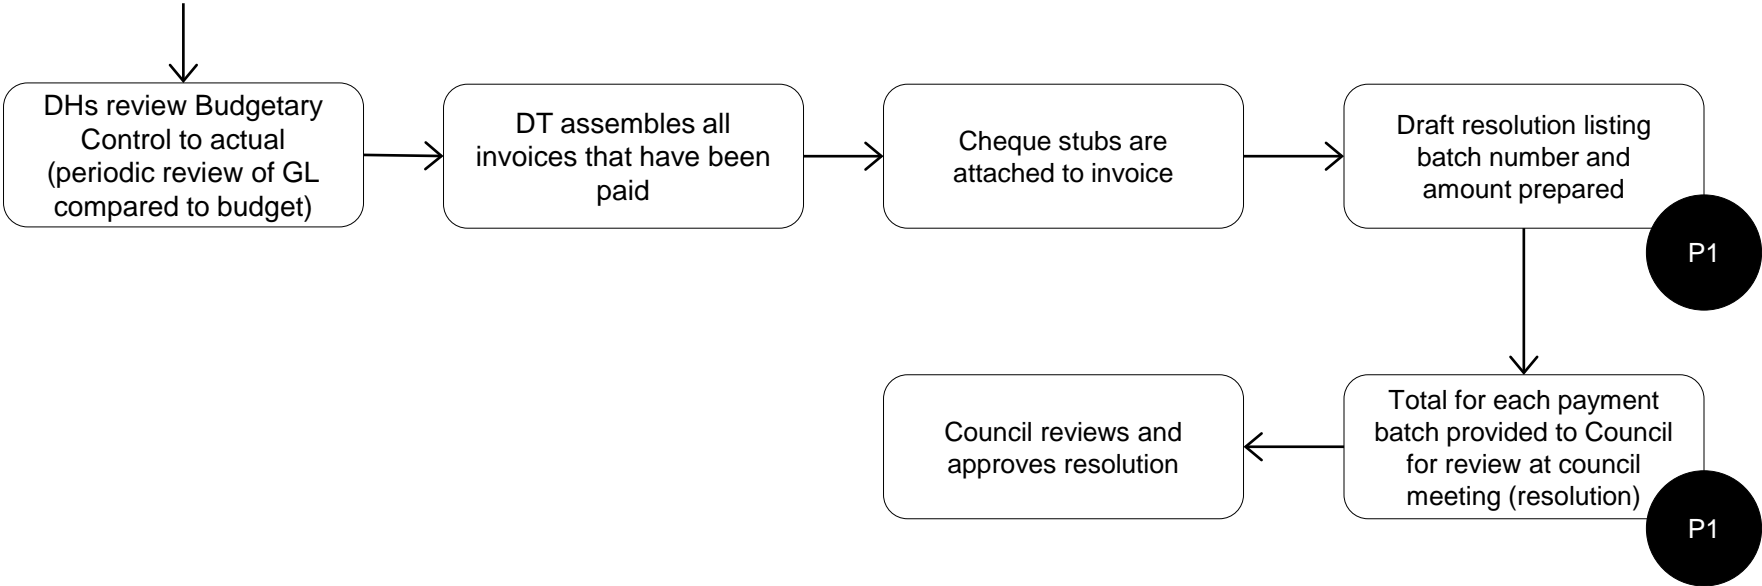 DHs review Budgetary
Control to actual
(periodic review of GL
compared to budget)
DT assembles all
invoices that have been
paid
Cheque stubs are
attached to invoice
Draft resolution listing
batch number and
amount prepared
P1
Council reviews and
approves resolution
Total for each payment
batch provided to Council
for review at council
meeting (resolution)
P1